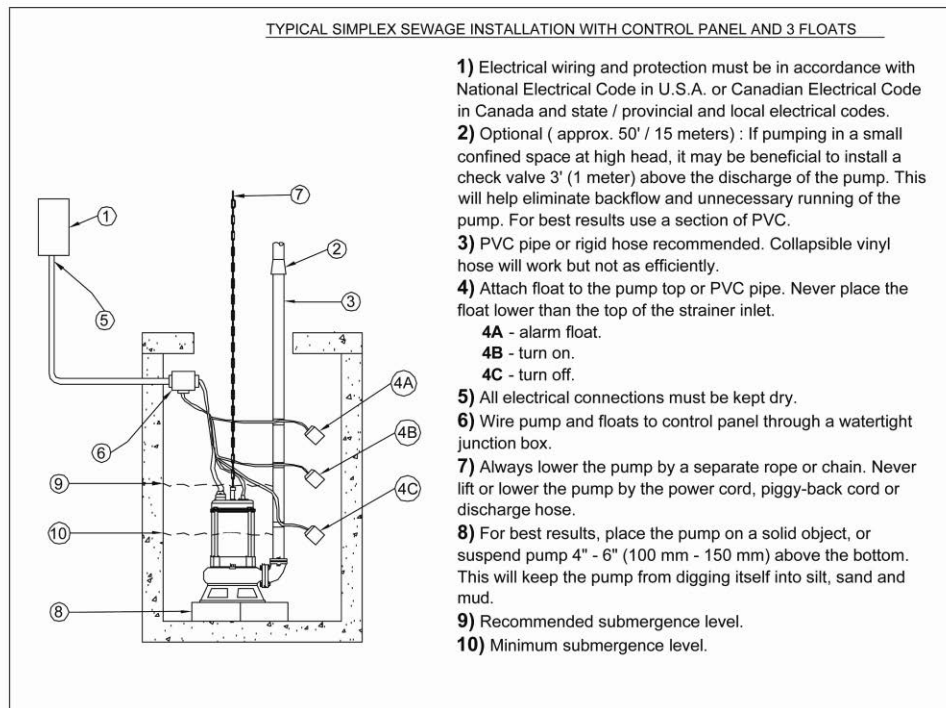 TYPICAL SIMPLEX SEWAGE INSTALLATION WITH CONTROL PANEL AND 3 FLOATS
1) Electrical wiring and protection must be in accordance with
National Electrical Code in U.S.A. or Canadian Electrical Code
in Canada and state / provincial and local electrical codes.
2) Optional ( approx. 50' / 15 meters) : If pumping in a small
confined space at high head, it may be beneficial to install a
check valve 3' (1 meter) above the discharge of the pump. This
will help eliminate backflow and unnecessary running of the
pump. For best results use a section of PVC.
3) PVC pipe or rigid hose recommended. Collapsible vinyl
hose will work but not as efficiently.
4) Attach float to the pump top or PVC pipe. Never place the
float lower than the top of the strainer inlet.
4A - alarm float.
4B - turn on.
4C - turn off.
5) All electrical connections must be kept dry.
6) Wire pump and floats to control panel through a watertight
junction box.
7) Always lower the pump by a separate rope or chain. Never
lift or lower the pump by the power cord, piggy-back cord or
discharge hose.
8) For best results, place the pump on a solid object, or
suspend pump 4" - 6" (100 mm - 150 mm) above the bottom.
This will keep the pump from digging itself into silt, sand and
mud.
9) Recommended submergence level.
10) Minimum submergence level.
7
1
2
3
5
4A
4B
6
9
4C
10
8